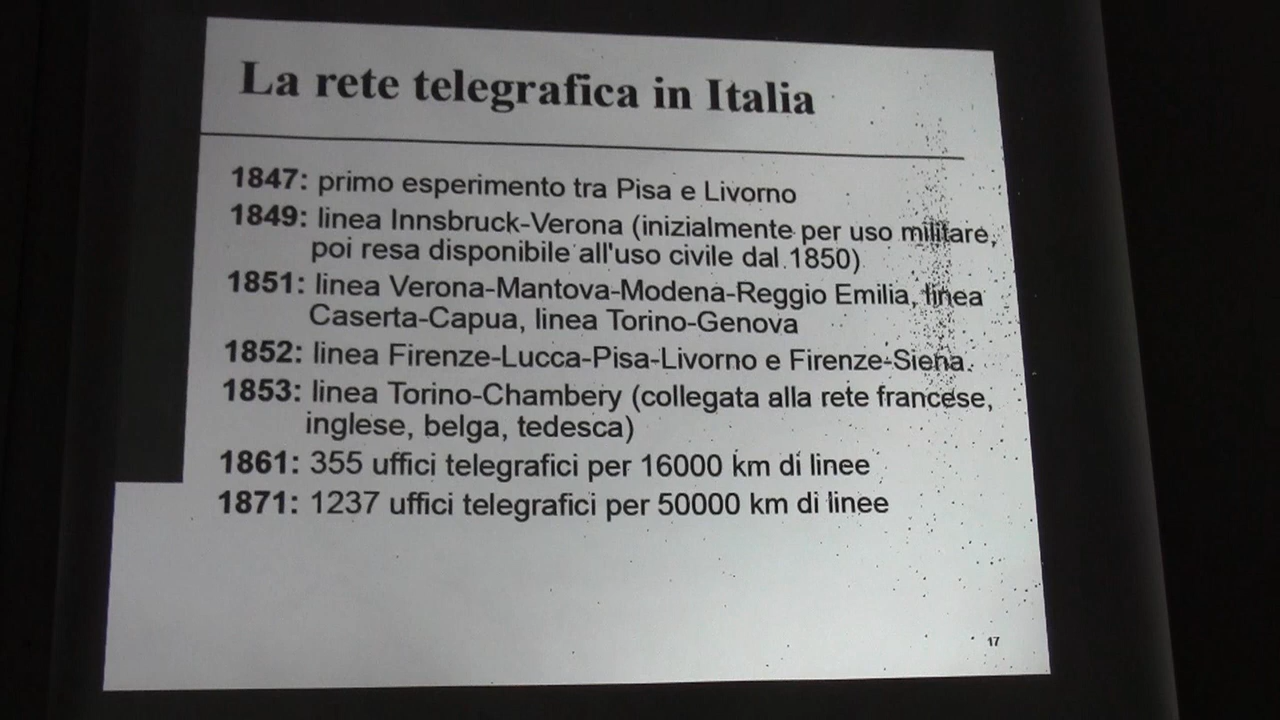 La rete telegrafica in Italia
1847: primo esperimento tra Pisa e Livorno
1849: linea Innsbruck-Verona (inizialmente per uso militare,
poi resa disponibile all'uso civile dal 1850)
1851: linea Verona-Mantova-Modena-Reggio Emilia, linea
Caserta-Capua, linea Torino-Genova
1852: linea Firenze-Lucca-Pisa-Livorno e Firenze-Siena.
1853: linea Torino-Chambery (collegata alla rete francese,
inglese, belga, tedesca)
1861: 355 uffici telegrafici per 16000 km di linee
1871: 1237 uffici telegrafici per 50000 km di linee
17